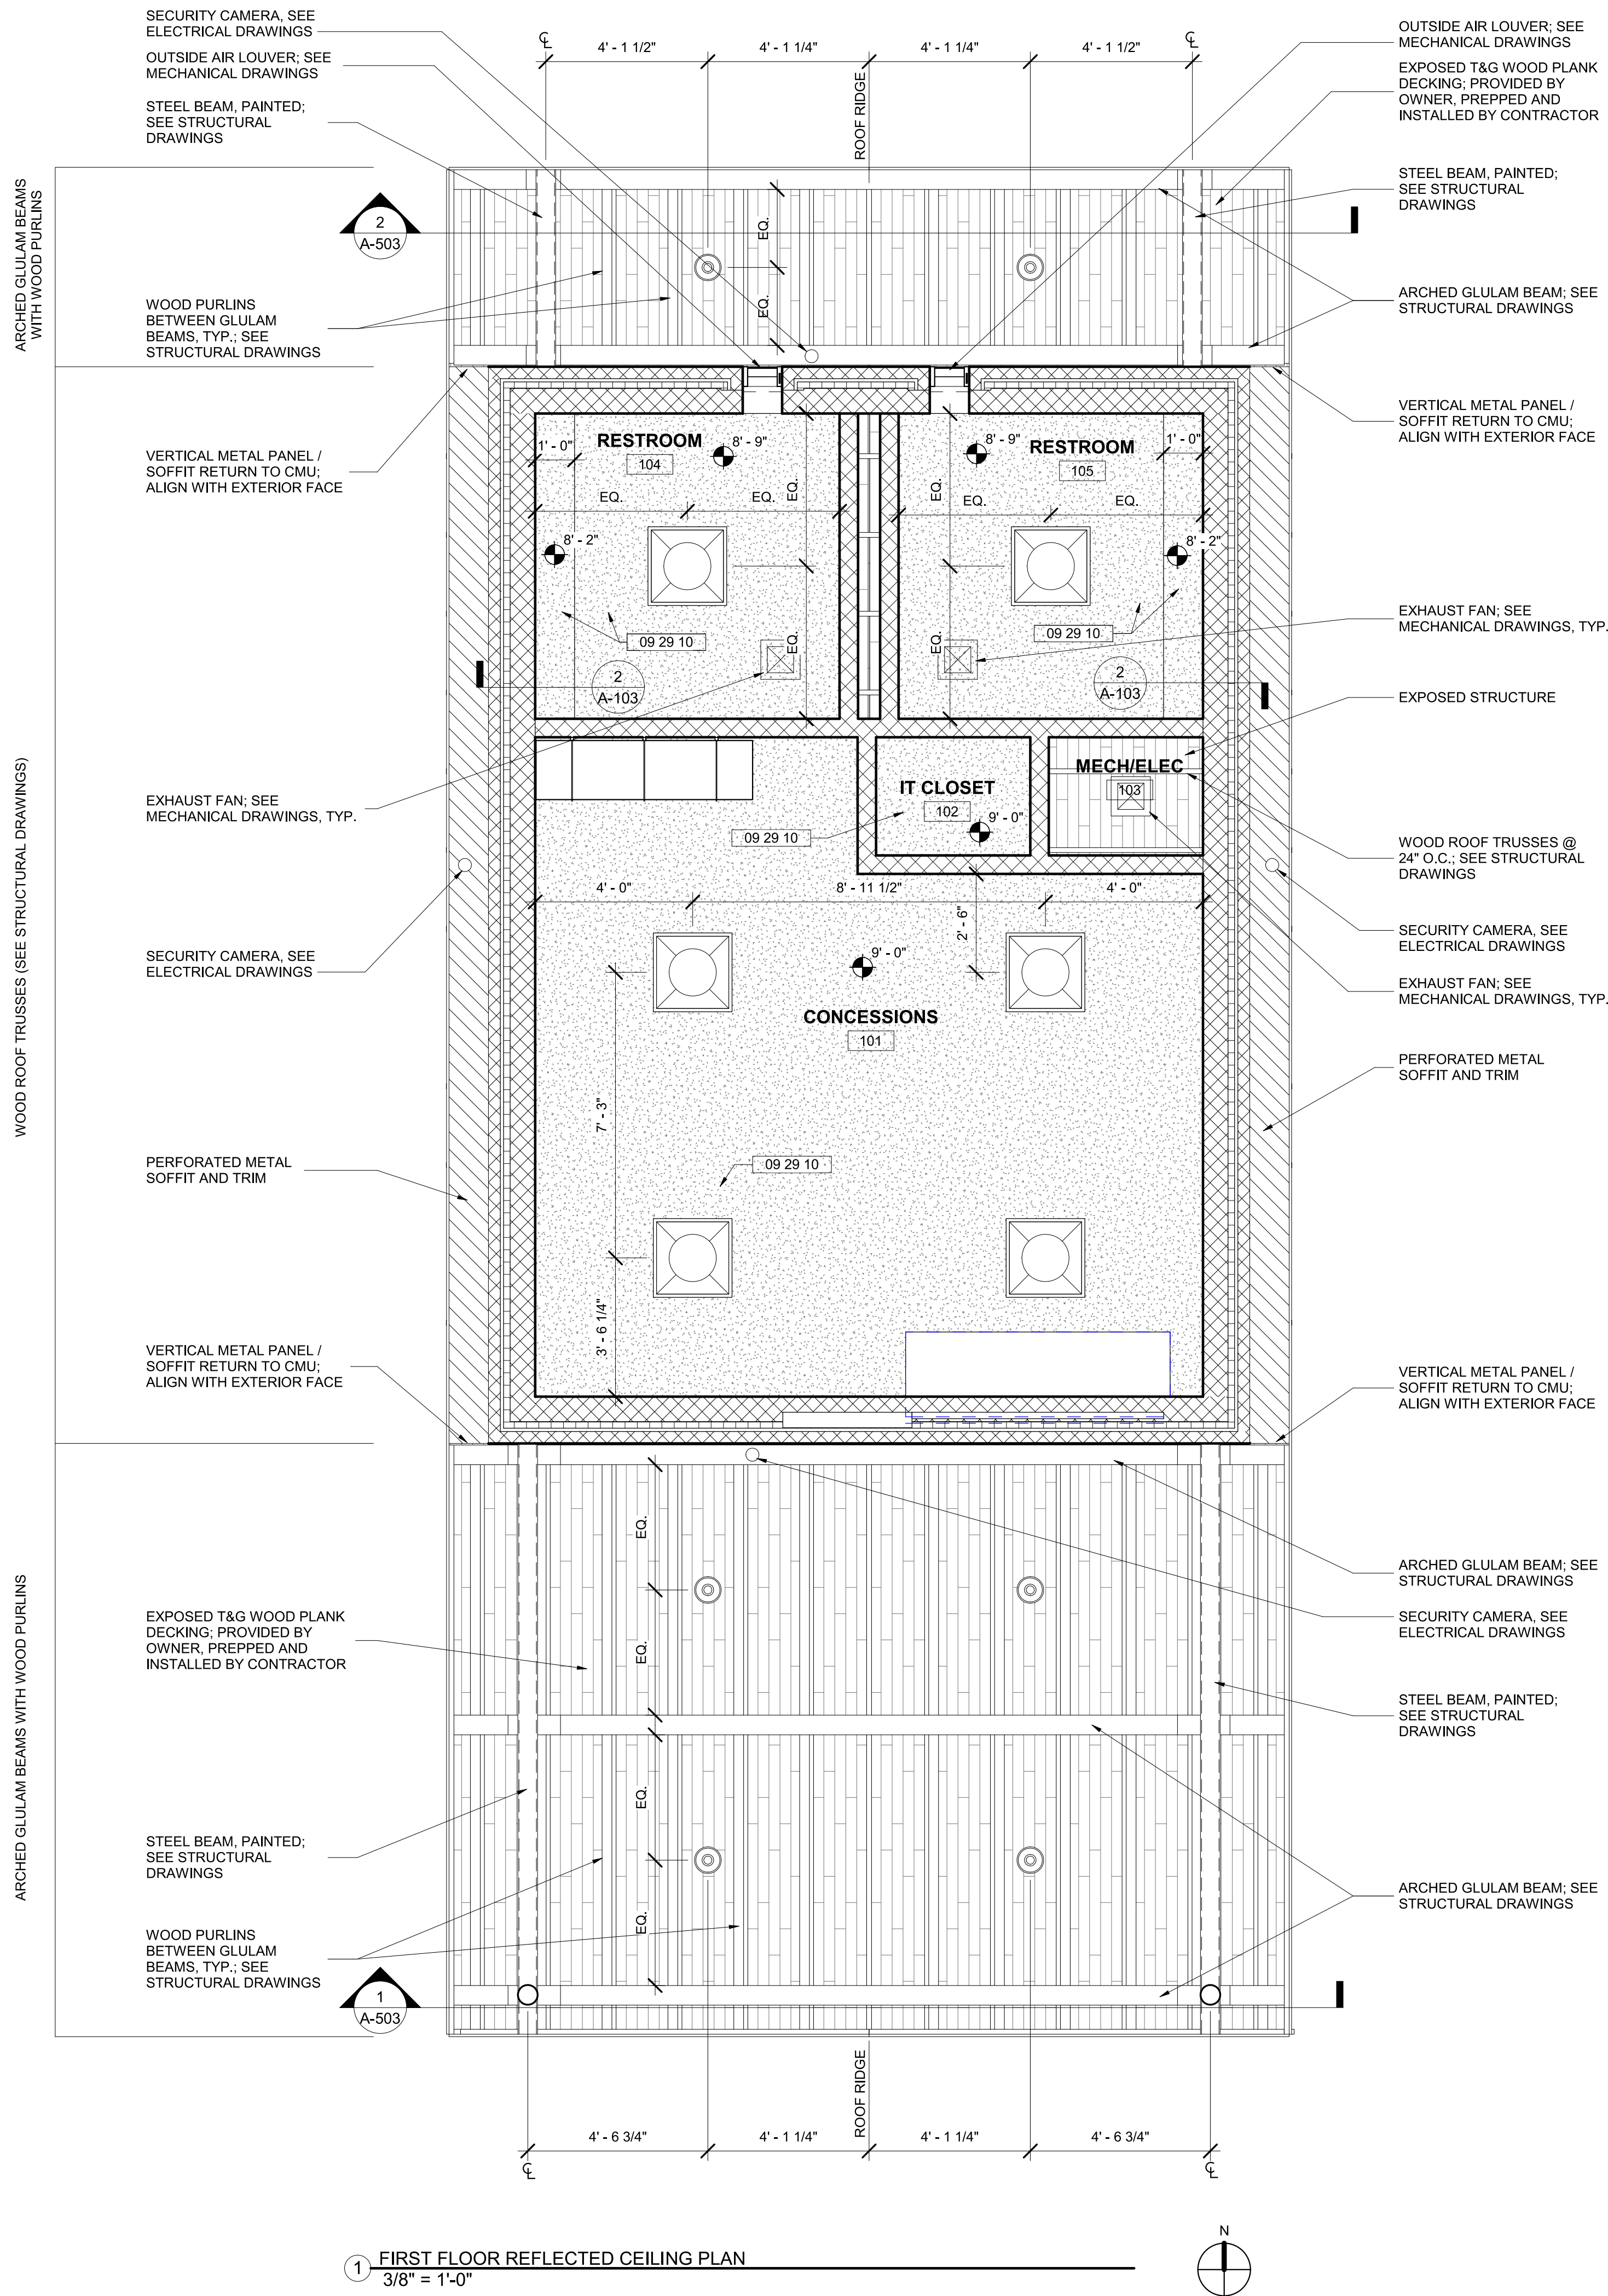 SECURITY CAMERA, SEE
ELECTRICAL DRAWINGS
OUTSIDE AIR LOUVER; SEE
MECHANICAL DRAWINGS
STEEL BEAM, PAINTED;
SEE STRUCTURAL
DRAWINGS
℄
4' - 1 1/2"
4' - 1 1/4"
4' - 1 1/4"
4' - 1 1/2"
℄
ROOF RIDGE
OUTSIDE AIR LOUVER; SEE
MECHANICAL DRAWINGS
EXPOSED T&G WOOD PLANK
DECKING; PROVIDED BY
OWNER, PREPPED AND
INSTALLED BY CONTRACTOR
STEEL BEAM, PAINTED;
SEE STRUCTURAL
DRAWINGS
ARCHED GLULAM BEAMS
WITH WOOD PURLINS
2
A-503
EQ.
EQ.
WOOD PURLINS
BETWEEN GLULAM
BEAMS, TYP.; SEE
STRUCTURAL DRAWINGS
ARCHED GLULAM BEAM; SEE
STRUCTURAL DRAWINGS
VERTICAL METAL PANEL /
SOFFIT RETURN TO CMU;
ALIGN WITH EXTERIOR FACE
VERTICAL METAL PANEL /
SOFFIT RETURN TO CMU;
ALIGN WITH EXTERIOR FACE
1' - 0"
RESTROOM
104
8' - 9"
EQ.
EQ.
EQ.
8' - 2"
09 29 10
EQ.
2
A-103
8' - 9"
RESTROOM
105
1' - 0"
EQ.
EQ.
EQ.
8' - 2"
09 29 10
EQ.
2
A-103
EXHAUST FAN; SEE
MECHANICAL DRAWINGS, TYP.
EXPOSED STRUCTURE
WOOD ROOF TRUSSES (SEE STRUCTURAL DRAWINGS)
EXHAUST FAN; SEE
MECHANICAL DRAWINGS, TYP.
IT CLOSET
102
9' - 0"
09 29 10
MECH/ELEC
103
WOOD ROOF TRUSSES @
24" O.C.; SEE STRUCTURAL
DRAWINGS
4' - 0"
8' - 11 1/2"
4' - 0"
2' - 6"
9' - 0"
SECURITY CAMERA, SEE
ELECTRICAL DRAWINGS
SECURITY CAMERA, SEE
ELECTRICAL DRAWINGS
EXHAUST FAN; SEE
MECHANICAL DRAWINGS, TYP.
CONCESSIONS
101
PERFORATED METAL
SOFFIT AND TRIM
7' - 3"
09 29 10
PERFORATED METAL
SOFFIT AND TRIM
3' - 6 1/4"
VERTICAL METAL PANEL /
SOFFIT RETURN TO CMU;
ALIGN WITH EXTERIOR FACE
VERTICAL METAL PANEL /
SOFFIT RETURN TO CMU;
ALIGN WITH EXTERIOR FACE
ARCHED GLULAM BEAMS WITH WOOD PURLINS
EQ.
EQ.
EQ.
EQ.
ARCHED GLULAM BEAM; SEE
STRUCTURAL DRAWINGS
SECURITY CAMERA, SEE
ELECTRICAL DRAWINGS
EXPOSED T&G WOOD PLANK
DECKING; PROVIDED BY
OWNER, PREPPED AND
INSTALLED BY CONTRACTOR
STEEL BEAM, PAINTED;
SEE STRUCTURAL
DRAWINGS
STEEL BEAM, PAINTED;
SEE STRUCTURAL
DRAWINGS
ARCHED GLULAM BEAM; SEE
STRUCTURAL DRAWINGS
WOOD PURLINS
BETWEEN GLULAM
BEAMS, TYP.; SEE
STRUCTURAL DRAWINGS
1
A-503
ROOF RIDGE
4' - 6 3/4"
4' - 1 1/4"
4' - 1 1/4"
4' - 6 3/4"
℄
℄
1
FIRST FLOOR REFLECTED CEILING PLAN
3/8" = 1'-0"
N